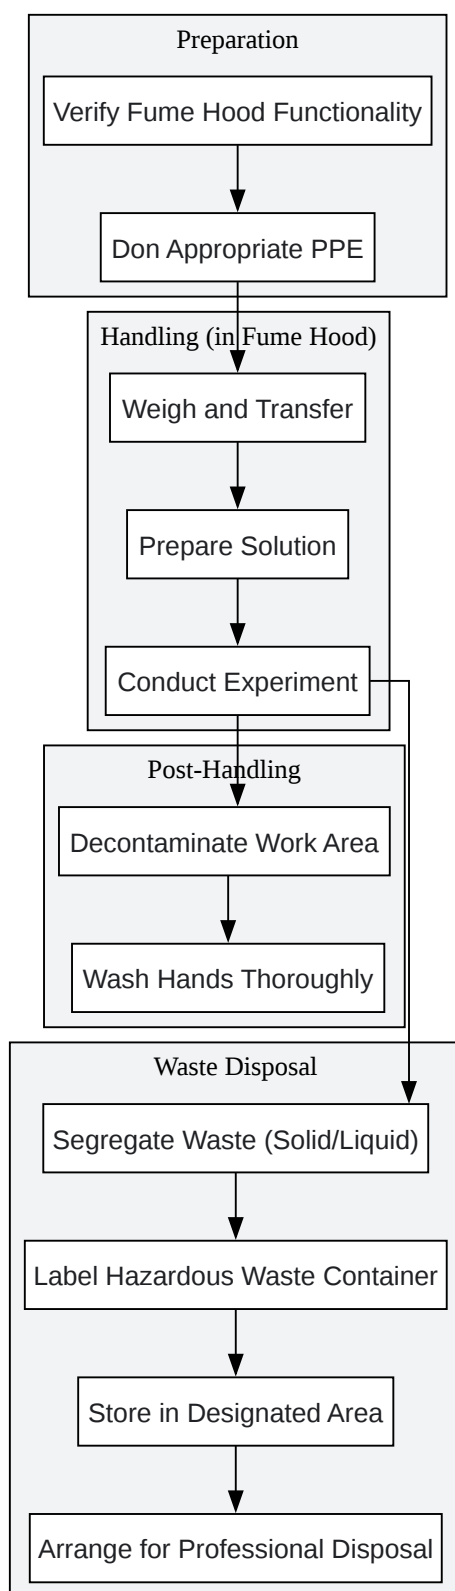 Preparation
Verify Fume Hood Functionality
Don Appropriate PPE
Handling (in Fume Hood)
Weigh and Transfer
Prepare Solution
Conduct Experiment
Post-Handling
Decontaminate Work Area
Wash Hands Thoroughly
Waste Disposal
Segregate Waste (Solid/Liquid)
Label Hazardous Waste Container
Store in Designated Area
Arrange for Professional Disposal